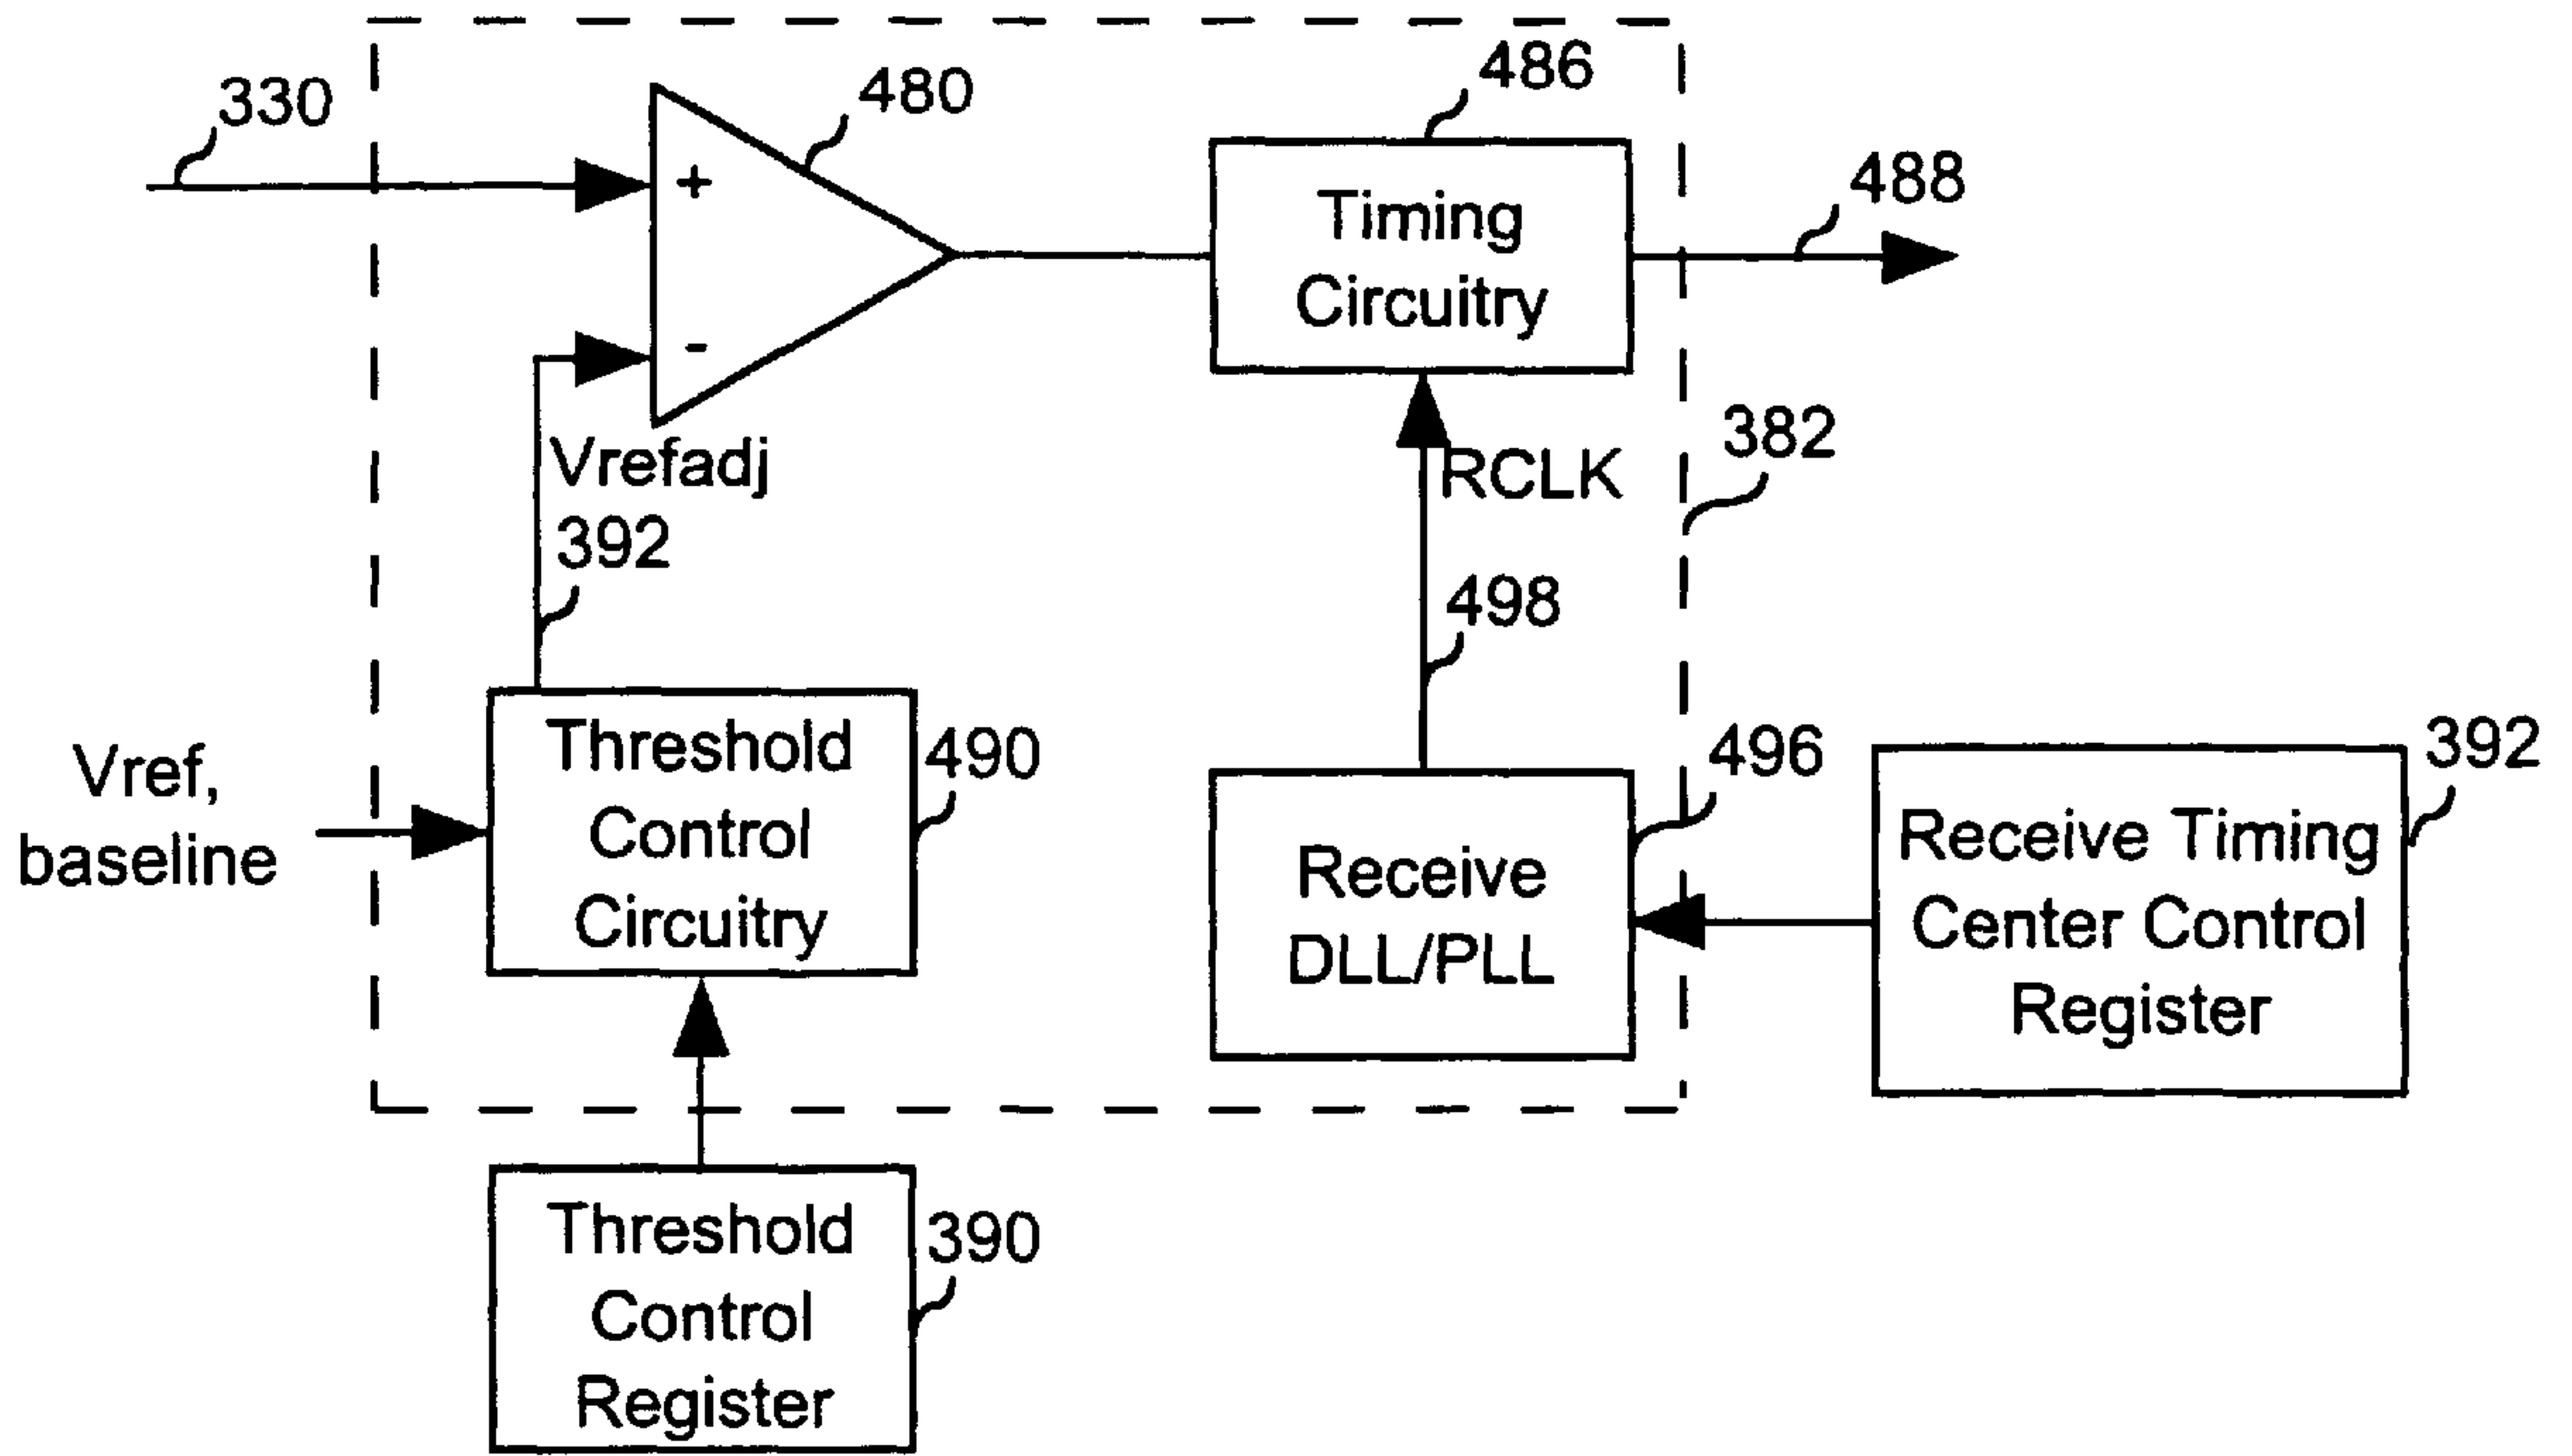 330
480
486
488
+
-
Timing
Circuitry
Vrefadj
392
RCLK
382
498
Vref,
baseline
Threshold
Control
Circuitry
490
Receive
DLL/PLL
496
Receive Timing
Center Control
Register
392
Threshold
Control
Register
390